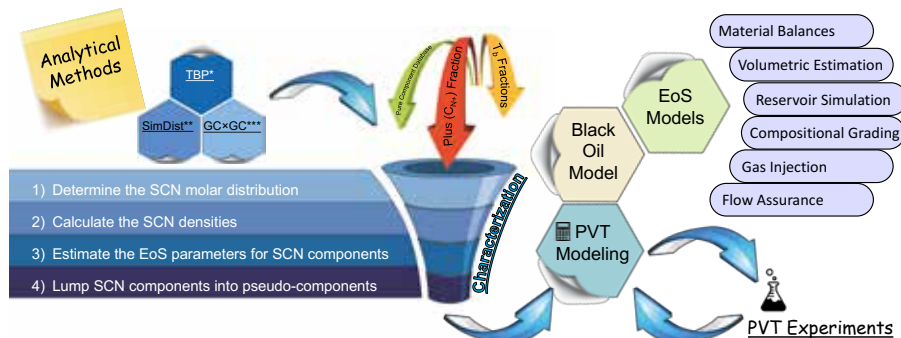 Analytical
Methods
TBP*
SimDist**
GC×GC***
Pure Component Database
Plus (CN+) Fraction
Tb Fractions
1) Determine the SCN molar distribution
2) Calculate the SCN densities
3) Estimate the EoS parameters for SCN components
4) Lump SCN components into pseudo-components
Characterization
Black
Oil
Model
EoS
Models
PVT
Modeling
Material Balances
Volumetric Estimation
Reservoir Simulation
Compositional Grading
Gas Injection
Flow Assurance
PVT Experiments